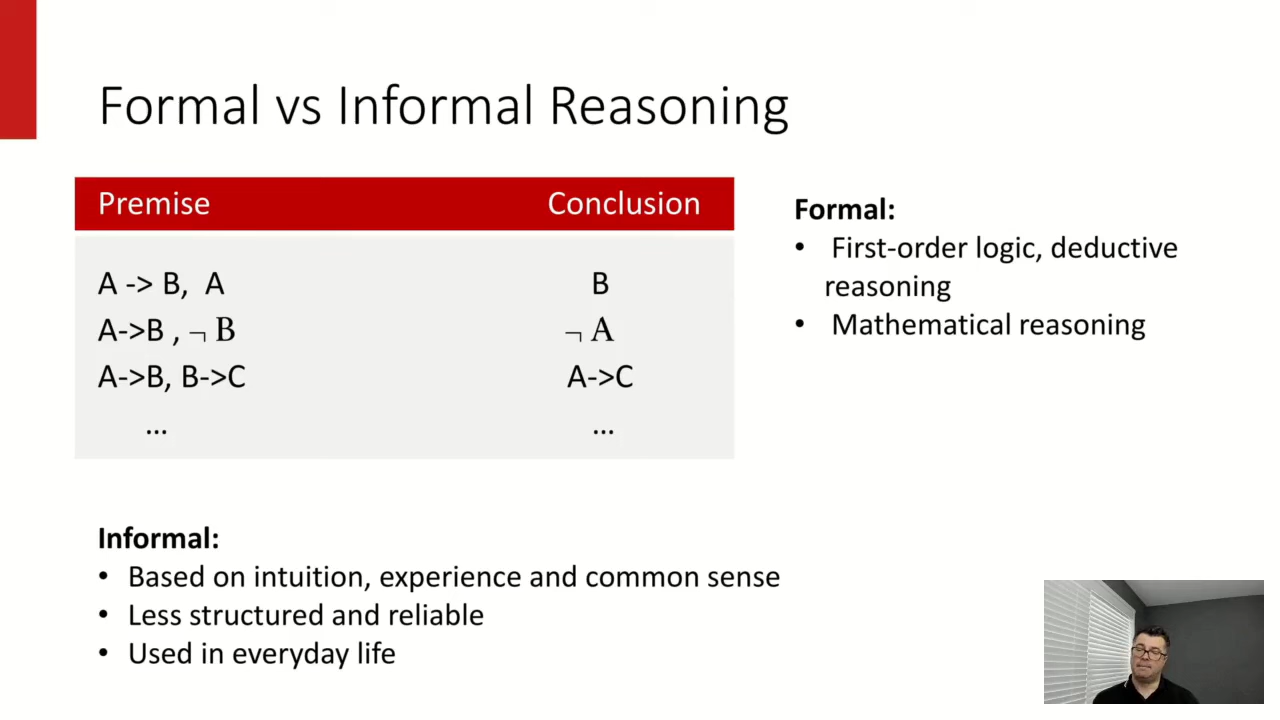 Formal vs Informal Reasoning
Premise Conclusion
A -> B, A B
A->B , ¬ B ¬ A
A->B, B->C A->C
... ...
Formal:
• First-order logic, deductive
reasoning
• Mathematical reasoning
Informal:
• Based on intuition, experience and common sense
• Less structured and reliable
• Used in everyday life